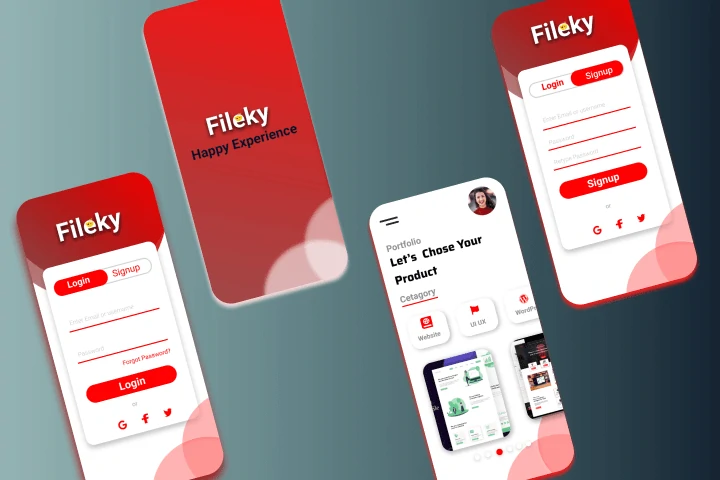 Fileky
Login
Signup
Enter Email or username
Password
Forgot Password?
Login
or
Fileky
Happy Experience
Portfolio
Let's Chose Your
Product
Cetagory
Website
UI UX
WordPr
Fileky
Login
Signup
Enter Email or username
Password
Retype Password
Signup
or